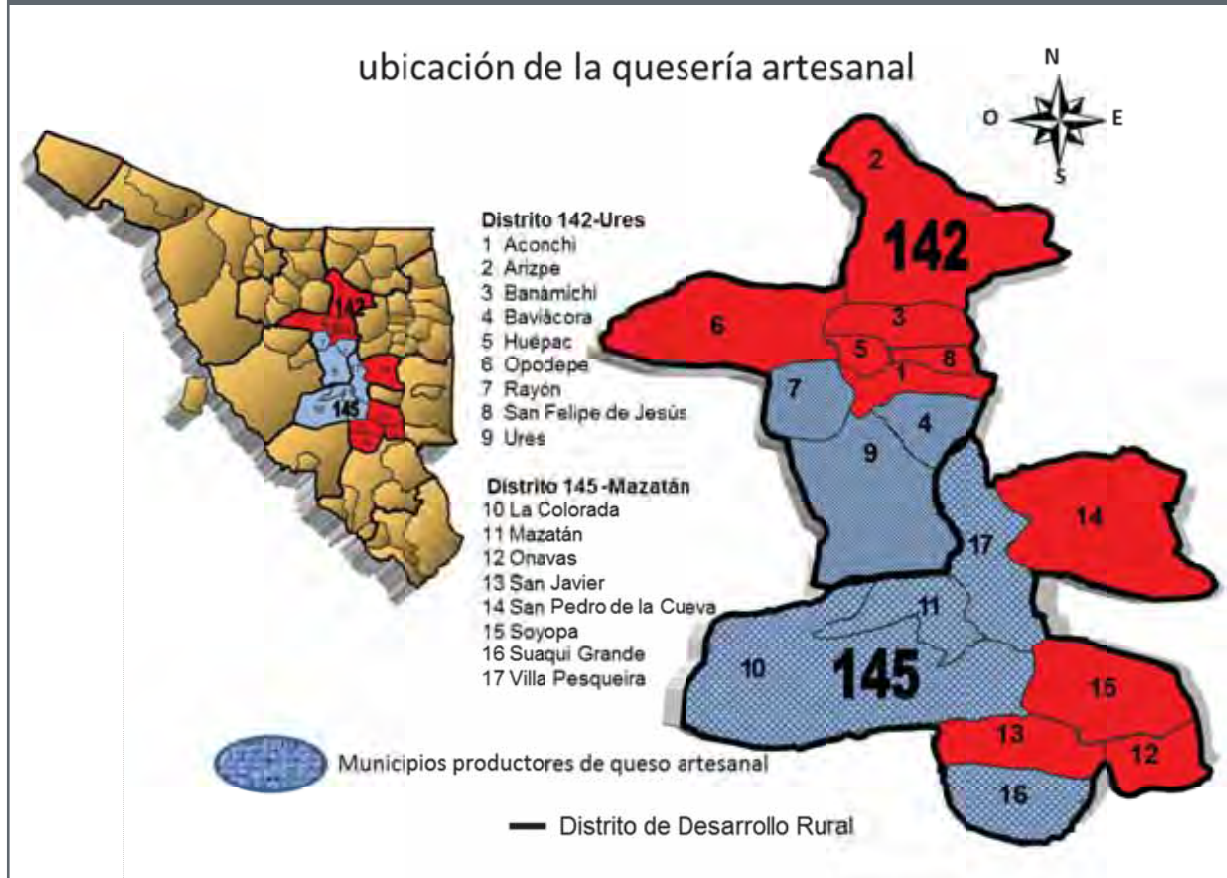 ubicación de la quesería artesanal
N
O
E
S
Distrito 142-Ures
1 Aconchi
2 Arizpe
3 Banámichi
4 Baviácora
5 Huépac
6 Opodepe
7 Rayón
8 San Felipe de Jesús
9 Ures
Distrito 145 -Mazatán
10 La Colorada
11 Mazatán
12 Onavas
13 San Javier
14 San Pedro de la Cueva
15 Soyopa
16 Suaqui Grande
17 Villa Pesqueira
142
145
2
142
3
6
5
8
1
7
4
9
14
17
11
10
145
15
13
12
16
Municipios productores de queso artesanal
Distrito de Desarrollo Rural